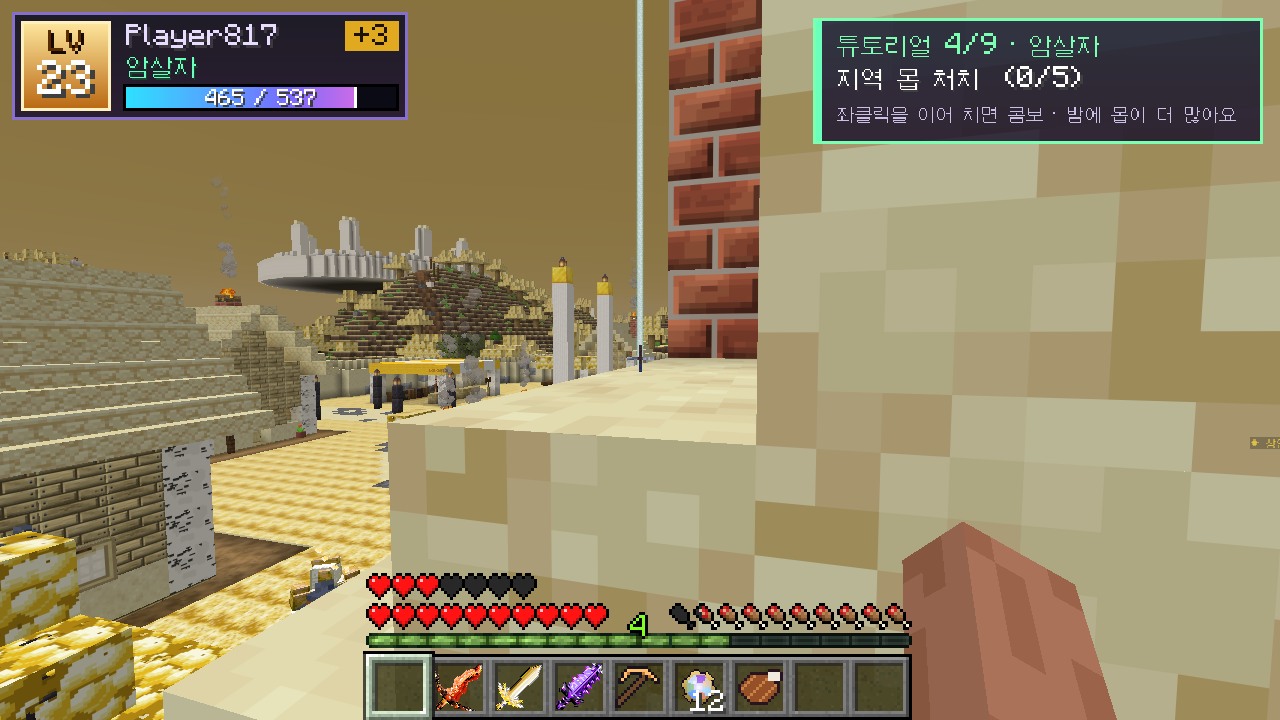 LV
23
Player817
+3
암살자
465 / 537
튜토리얼 4/9 · 암살자
지역 몹 처치 (0/5)
좌클릭을 이어 치면 콤보 · 밤에 몹이 더 많아요
4
12